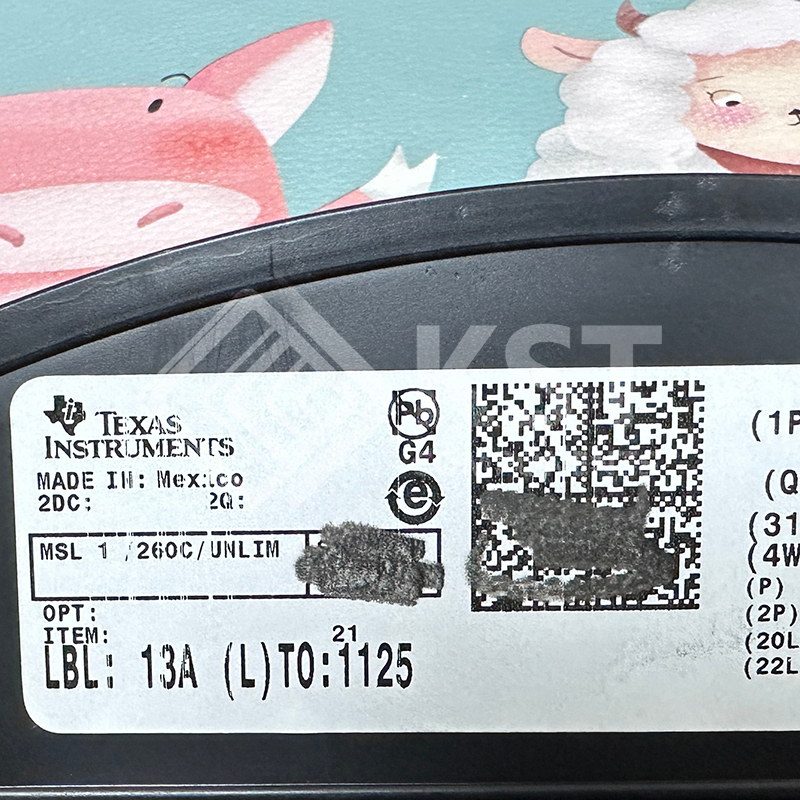 KST
TEXAS
INSTRUMENTS
MADE IN: Mexico
2DC: 2Q:
MSL 1 /260C/UNLIM
OPT:
ITEM:
21
LBL: 13A (L)TO:1125
Pb
G4
e
(1P
(Q
(31
(4W
(P)
(2P)
(20L
(22L